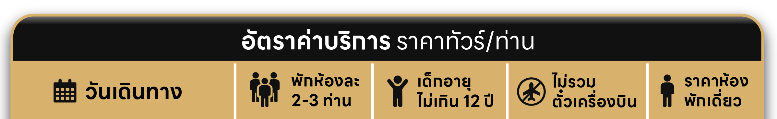 อัตราค่าบริการ ราคาทัวร์/ท่าน
วันเดินทาง
พักห้องละ
2-3 ท่าน
เด็กอายุ
ไม่เกิน 12 ปี
ไม่รวม
ตั๋วเครื่องบิน
ราคาห้อง
พักเดี่ยว